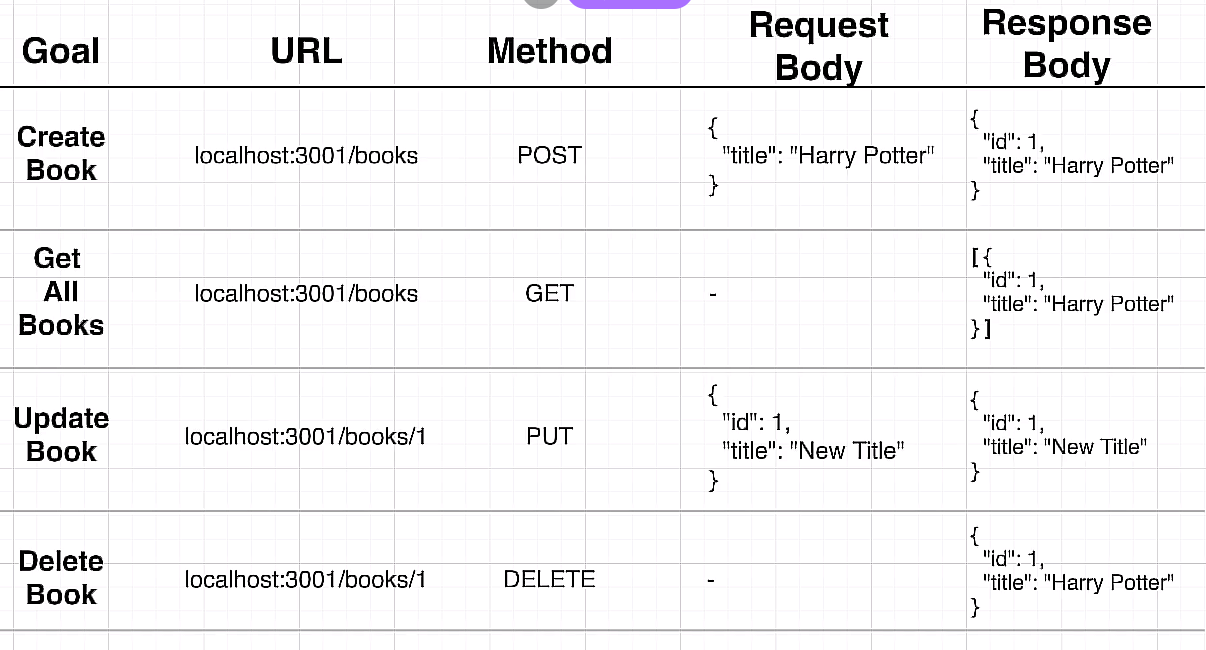 Goal URL Method Request Body Response Body
Create Book
localhost:3001/books
POST
{
"title": "Harry Potter"
}
{
"id": 1,
"title": "Harry Potter"
}
Get All Books
localhost:3001/books
GET
-
[{
"id": 1,
"title": "Harry Potter"
}]
Update Book
localhost:3001/books/1
PUT
{
"id": 1,
"title": "New Title"
}
{
"id": 1,
"title": "New Title"
}
Delete Book
localhost:3001/books/1
DELETE
-
{
"id": 1,
"title": "Harry Potter"
}